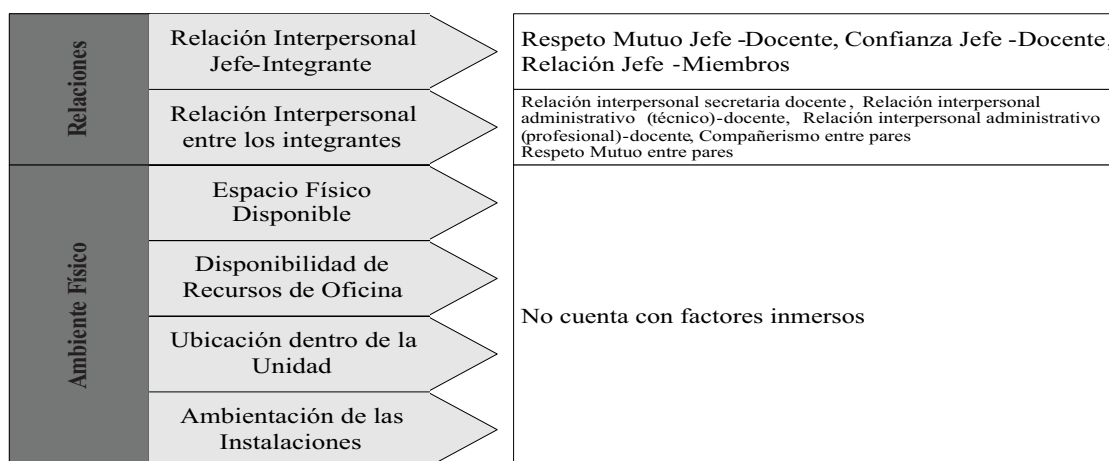 Relaciones
Relación Interpersonal
Jefe-Integrante
Respeto Mutuo Jefe -Docente, Confianza Jefe -Docente,
Relación Jefe -Miembros
Relación Interpersonal
entre los integrantes
Relación interpersonal secretaria docente, Relación interpersonal
administrativo (técnico)-docente, Relación interpersonal administrativo
(profesional)-docente, Compañerismo entre pares
Respeto Mutuo entre pares
Ambiente Físico
Espacio Físico
Disponible
Disponibilidad de
Recursos de Oficina
Ubicación dentro de la
Unidad
Ambientación de las
Instalaciones
No cuenta con factores inmersos